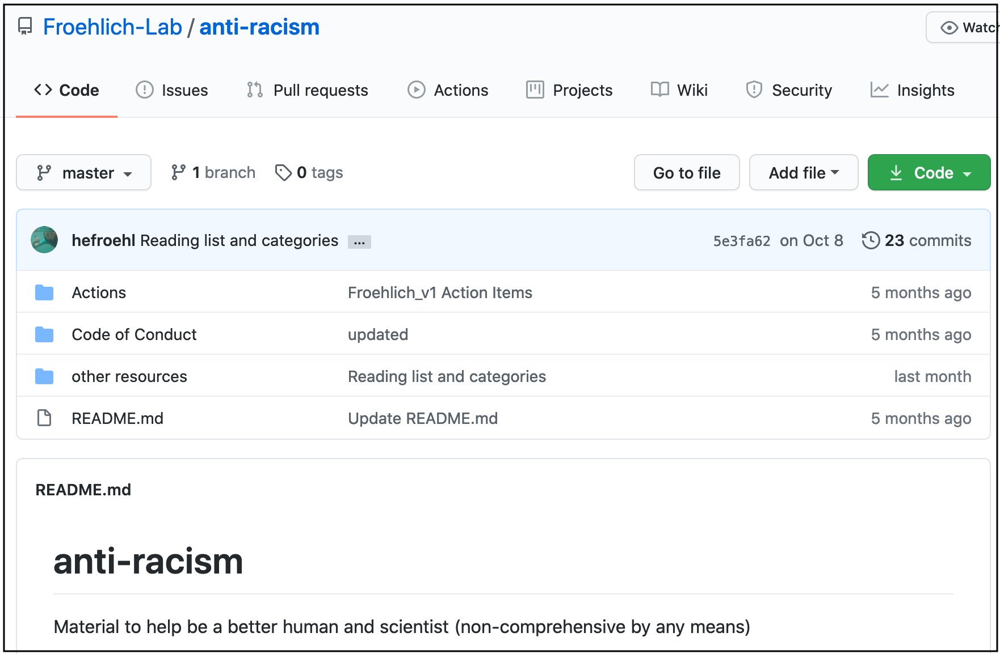 Froehlich-Lab / anti-racism Watch
Code Issues Pull requests Actions Projects Wiki Security Insights
master 1 branch 0 tags Go to file Add file Code
hefroehl Reading list and categories ... 5e3fa62 on Oct 8 23 commits
Actions Froehlich_v1 Action Items 5 months ago
Code of Conduct updated 5 months ago
other resources Reading list and categories last month
README.md Update README.md 5 months ago
README.md
anti-racism
Material to help be a better human and scientist (non-comprehensive by any means)